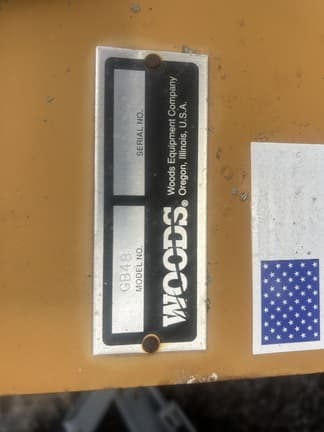 WOODS®
Woods Equipment Company
Oregon, Illinois, U.S.A.
GB48
MODEL NO.
SERIAL NO.